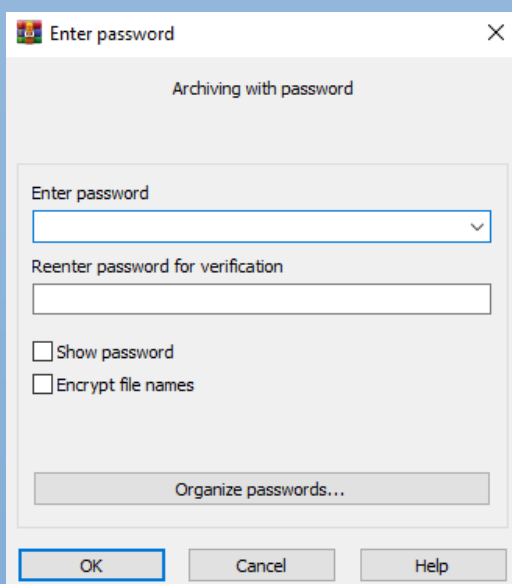 Enter password
Archiving with password
Enter password
Reenter password for verification
Show password
Encrypt file names
Organize passwords...
OK Cancel Help